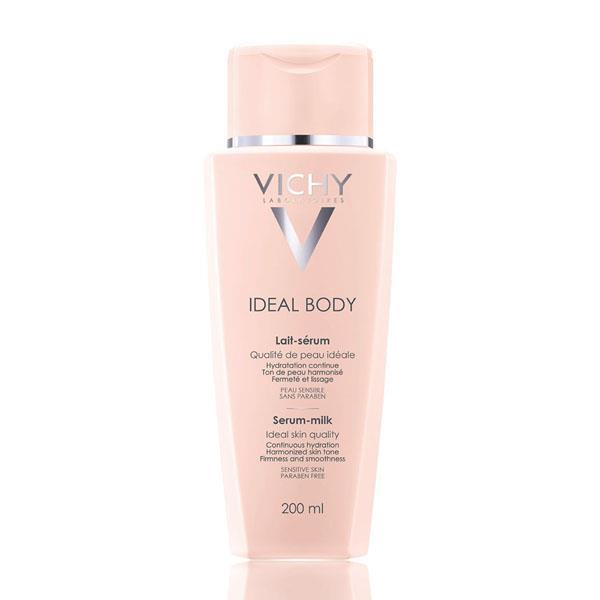 VICHY
LABORATOIRES
V
IDEAL BODY
Lait-sérum
Qualité de peau idéale
Hydratation continue
Ton de peau harmonisé
Fermeté et lissage
PEAU SENSIBLE
SANS PARABEN
Serum-milk
Ideal skin quality
Continuous hydration
Harmonized skin tone
Firmness and smoothness
SENSITIVE SKIN
PARABEN FREE
200 ml